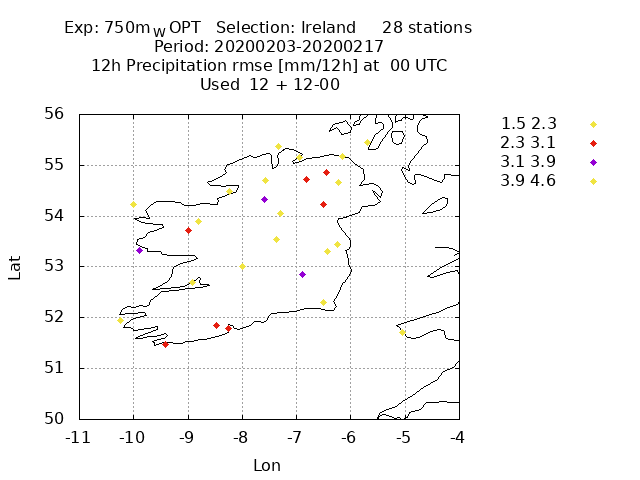 Exp: 750mW OPT Selection: Ireland 28 stations
Period: 20200203-20200217
12h Precipitation rmse [mm/12h] at 00 UTC
Used 12 + 12-00
1.5 2.3
2.3 3.1
3.1 3.9
3.9 4.6
56
55
54
53
52
51
50
Lat
-11 -10 -9 -8 -7 -6 -5 -4
Lon